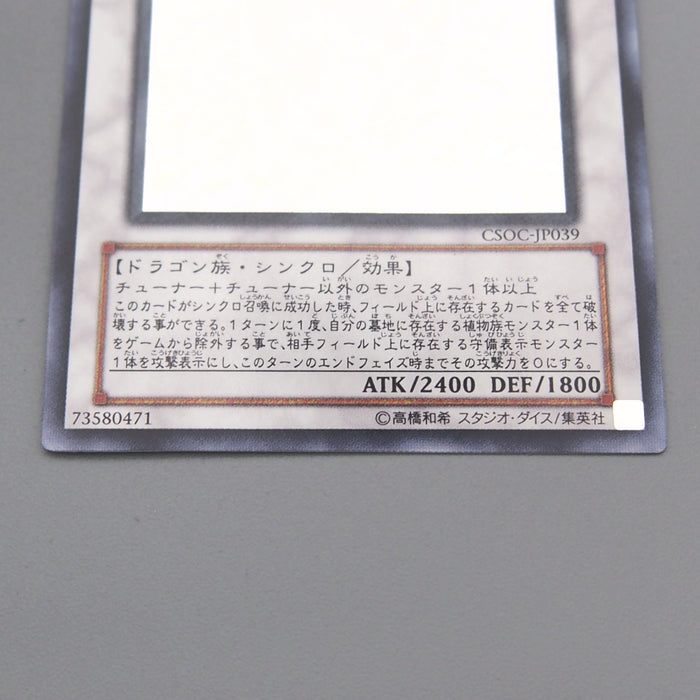 CSOC-JP039
【ドラゴン族・シンクロ/効果】
チューナー+チューナー以外のモンスター1体以上
このカードがシンクロ召喚に成功した時、フィールド上に存在するカードを全て破
壊する事ができる。1ターンに1度、自分の墓地に存在する植物族モンスター1体
をゲームから除外する事で、相手フィールド上に存在する守備表示モンスター
1体を攻撃表示にし、このターンのエンドフェイズ時までその攻撃力を0にする。
ATK/2400 DEF/1800
73580471 ©高橋和希 スタジオ・ダイス/集英社